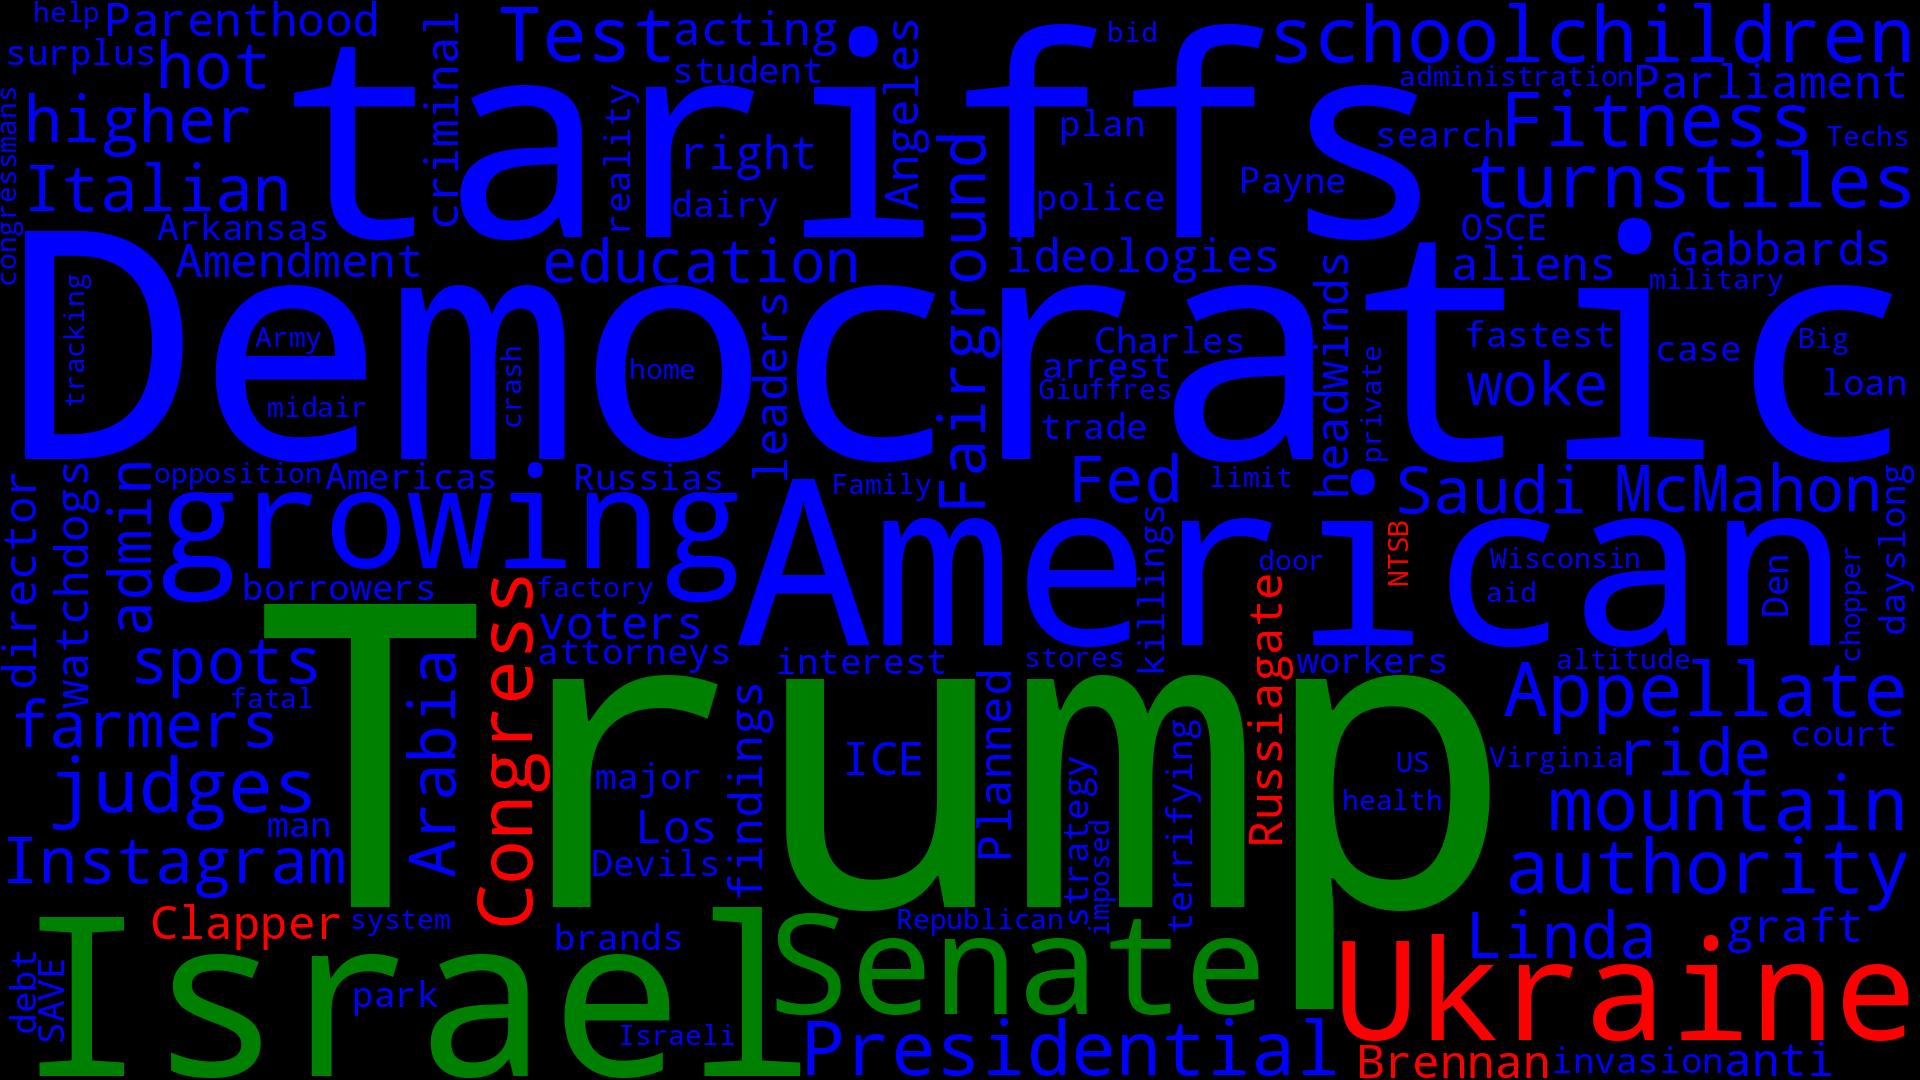 help
Parenthood
criminal
Test
acting
bid
schoolchildren
surplus
hot
tariffs
student
Angeles
administration
Parliament
congressmans
higher
reality
right
plan
search
Fitness
Techs
Italian
dairy
Fairground
police
Payne
turnstiles
Arkansas
OSCE
Amendment
education
ideologies
headwinds
aliens
Gabbards
military
Democratic
tracking
Army
midair
crash
home
leaders
Charles
arrest
Giuffres
trade
private
fastest
woke
case
Big
loan
director
watchdogs
admin
opposition
Americas
Russias
Family
Fed
limit
Saudi
McMahon
dayslong
growing
American
killings
door
NTSB
Wisconsin
aid
Den
chopper
borrowers
Congress
factory
voters
attorneys
interest
stores
Russiagate
workers
altitude
spots
fatal
farmers
Trump
Arabia
findings
Planned
Appellate
judges
major
ICE
strategy
terrifying
US
health
Virginia
ride
court
man
Los
imposed
mountain
Instagram
Devils
authority
Clapper
system
Republican
Linda
graft
debt
SAVE
Israel
brands
Senate
Ukraine
park
Israeli
Presidential
Brennan
invasion
anti